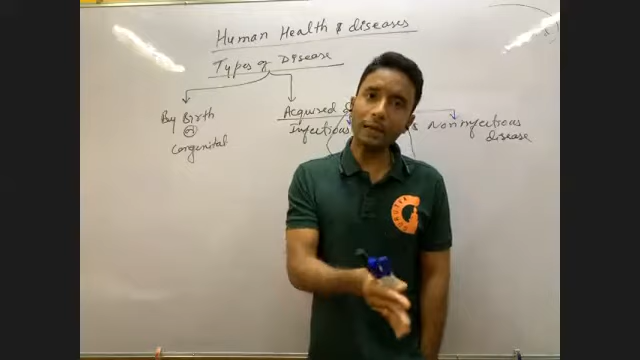 Human Health & diseases
Types of Disease
By Birth
or
Congenital
Acquired
Infectious
Noninfectious
disease